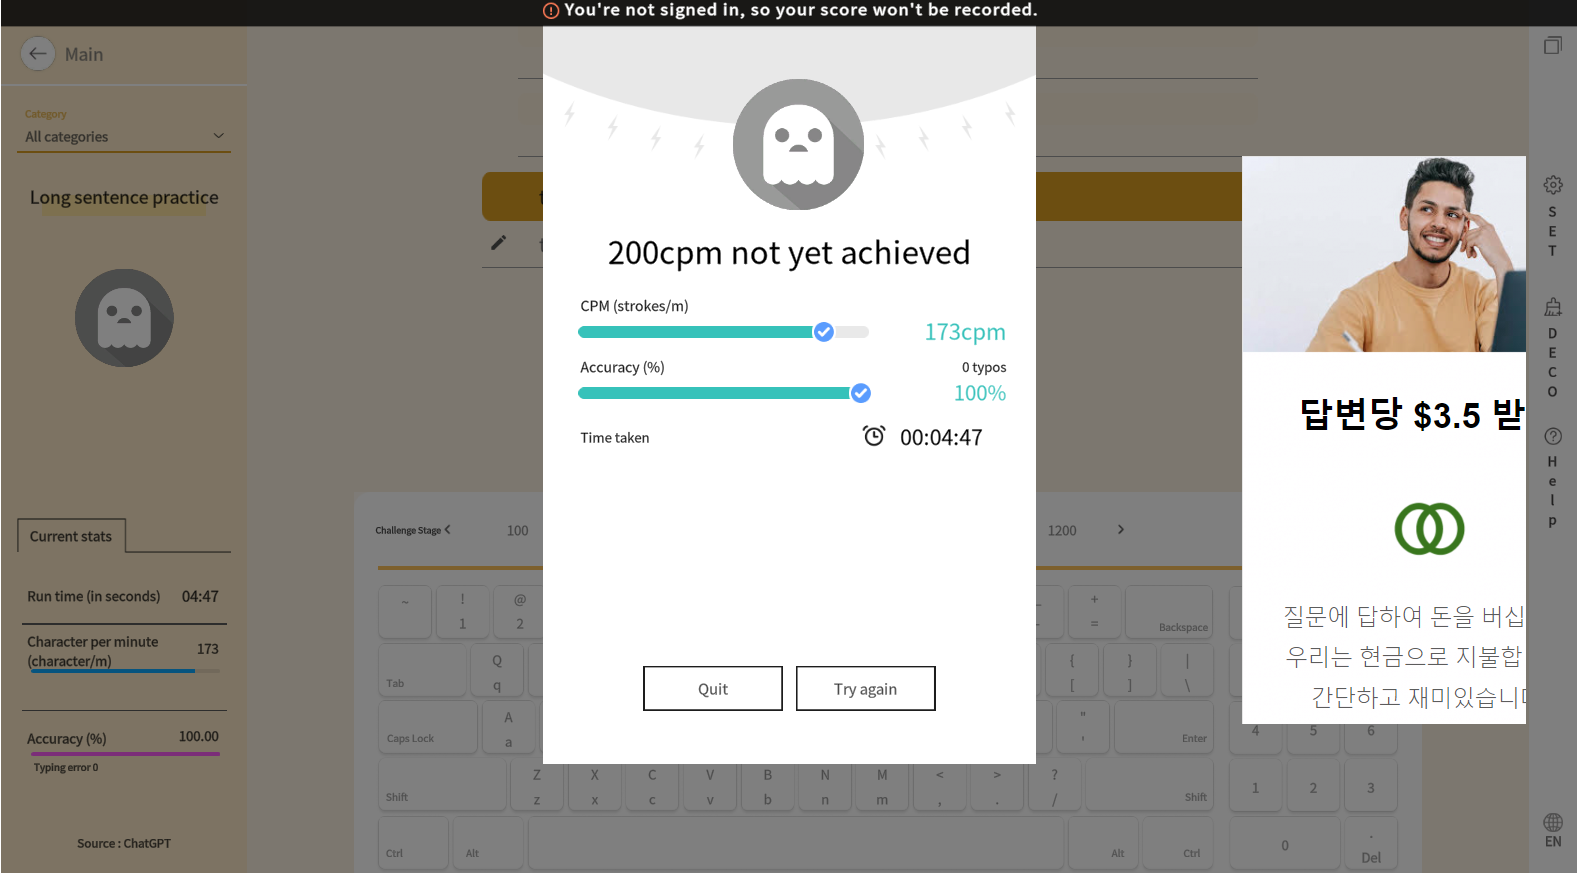 You're not signed in, so your score won't be recorded.
Main
Category
All categories
Long sentence practice
Current stats
Run time (in seconds) 04:47
Character per minute
(character/m) 173
Accuracy (%) 100.00
Typing error 0
Source : ChatGPT
200cpm not yet achieved
CPM (strokes/m)
173cpm
Accuracy (%) 0 typos
100%
Time taken 00:04:47
Quit Try again
Challenge Stage 100 1200
~ ! @ + Backspace
1 2 - =
Tab Q { } |
q [ ] \
Caps Lock A " Enter
a '
4 5 6
Shift Z X C V B N M < > ? Shift
z x c v b n m , . /
1 2 3
Ctrl Alt Alt Ctrl
0 . Del
답변당 $3.5 받
질문에 답하여 돈을 버십
우리는 현금으로 지불합
간단하고 재미있습니
SET
DECO
Help
EN